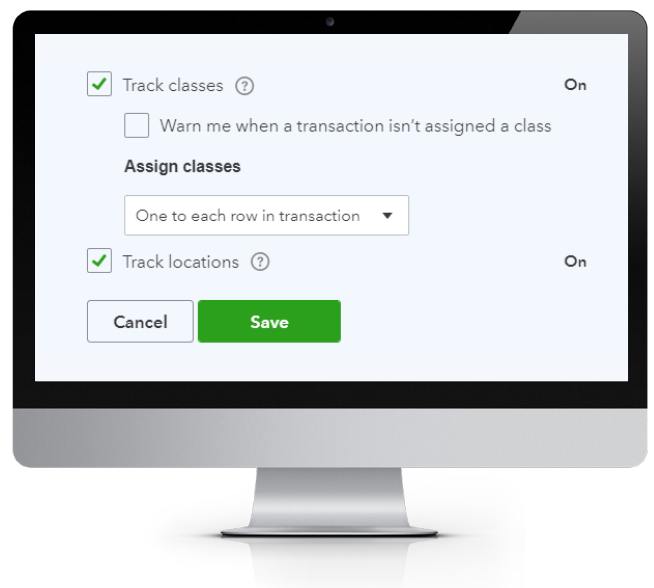 Track classes ? On
Warn me when a transaction isn't assigned a class
Assign classes
One to each row in transaction
Track locations ? On
Cancel Save